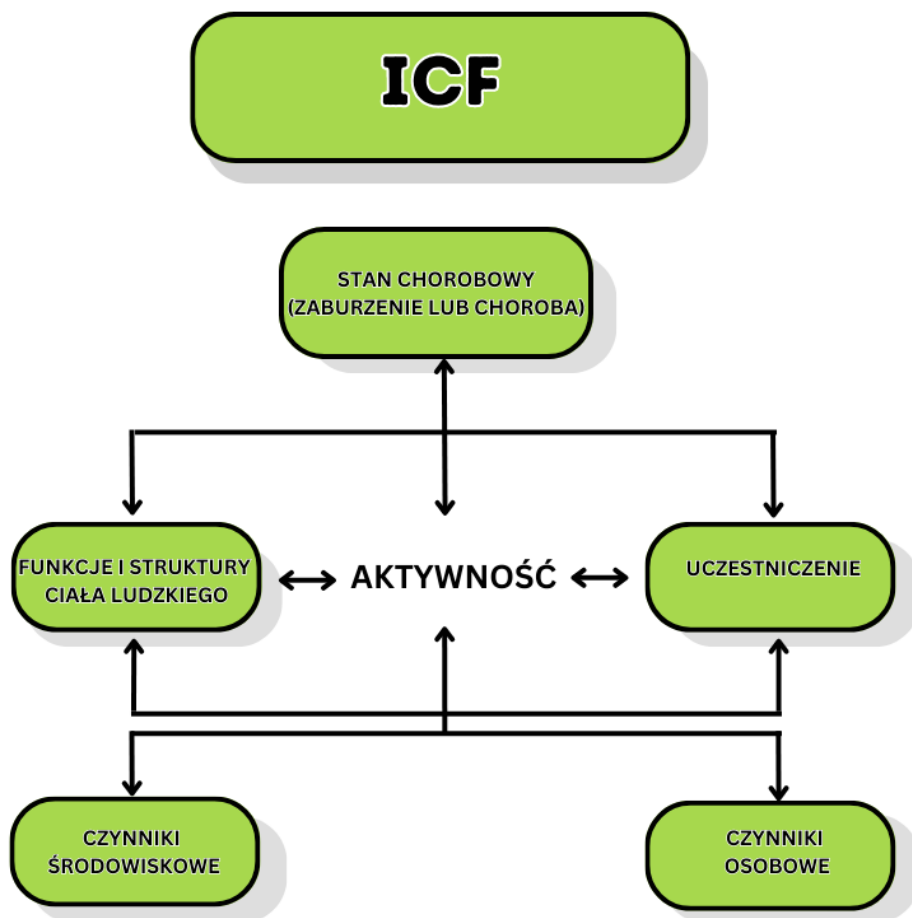 ICF
STAN CHOROBOWY
(ZABURZENIE LUB CHOROBA)
FUNKCJE I STRUKTURY
CIAŁA LUDZKIEGO
AKTYWNOŚĆ
UCZESTNICZENIE
CZYNNIKI
ŚRODOWISKOWE
CZYNNIKI
OSOBOWE